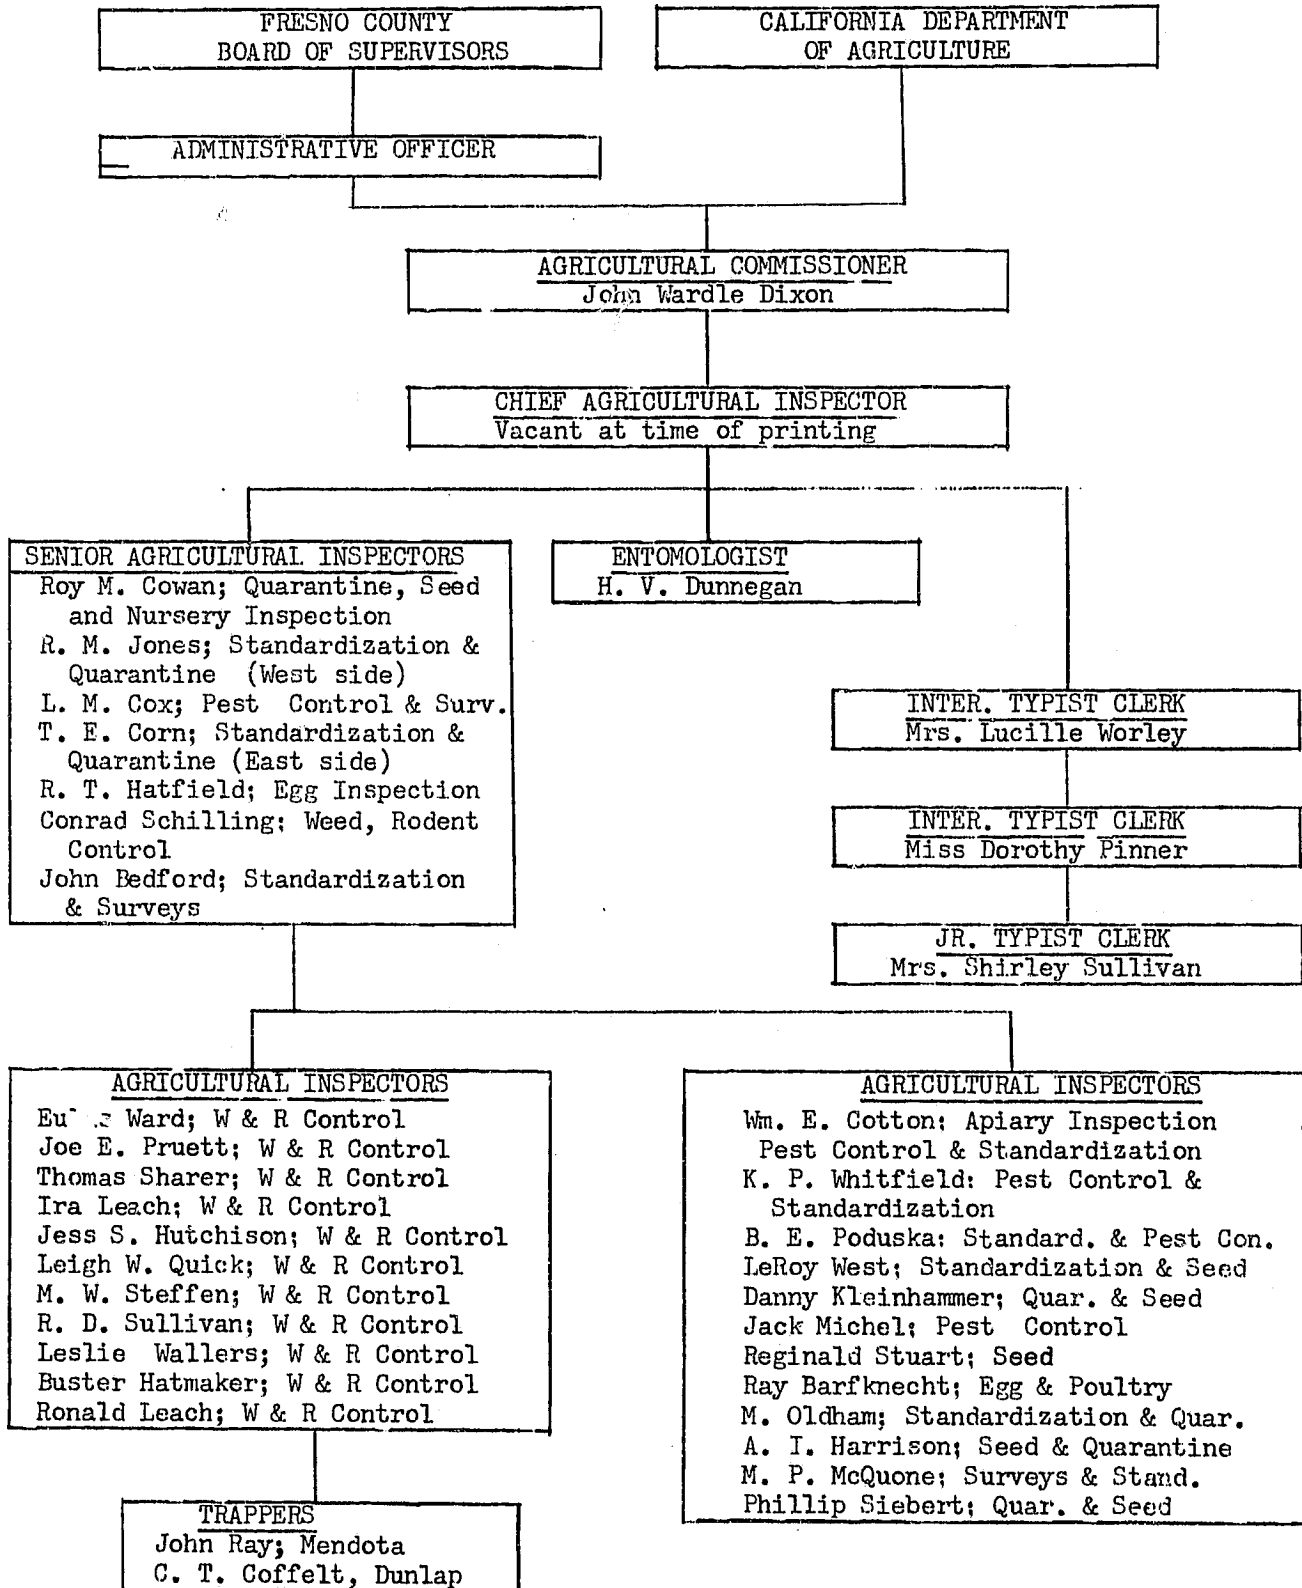 FRESNO COUNTY
BOARD OF SUPERVISORS
CALIFORNIA DEPARTMENT
OF AGRICULTURE
ADMINISTRATIVE OFFICER
AGRICULTURAL COMMISSIONER
John Wardle Dixon
CHIEF AGRICULTURAL INSPECTOR
Vacant at time of printing
SENIOR AGRICULTURAL INSPECTORS
Roy M. Cowan; Quarantine, Seed
and Nursery Inspection
R. M. Jones; Standardization &
Quarantine (West side)
L. M. Cox; Pest Control & Surv.
T. E. Corn; Standardization &
Quarantine (East side)
R. T. Hatfield; Egg Inspection
Conrad Schilling; Weed, Rodent
Control
John Bedford; Standardization
& Surveys
ENTOMOLOGIST
H. V. Dunnegan
INTER. TYPIST CLERK
Mrs. Lucille Worley
INTER. TYPIST CLERK
Miss Dorothy Pinner
JR. TYPIST CLERK
Mrs. Shirley Sullivan
AGRICULTURAL INSPECTORS
Ward; W & R Control
Joe E. Pruett; W & R Control
Thomas Sharer; W & R Control
Ira Leach; W & R Control
Jess S. Hutchison; W & R Control
Leigh W. Quick; W & R Control
M. W. Steffen; W & R Control
R. D. Sullivan; W & R Control
Leslie Wallers; W & R Control
Buster Hatmaker; W & R Control
Ronald Leach; W & R Control
AGRICULTURAL INSPECTORS
Wm. E. Cotton; Apiary Inspection
Pest Control & Standardization
K. P. Whitfield; Pest Control &
Standardization
B. E. Poduska; Standard. & Pest Con.
LeRoy West; Standardization & Seed
Danny Kleinhammer; Quar. & Seed
Jack Michel; Pest Control
Reginald Stuart; Seed
Ray Barfknecht; Egg & Poultry
M. Oldham; Standardization & Quar.
A. I. Harrison; Seed & Quarantine
M. P. McQuone; Surveys & Stand.
Phillip Siebert; Quar. & Seed
TRAPPERS
John Ray; Mendota
C. T. Coffelt, Dunlap